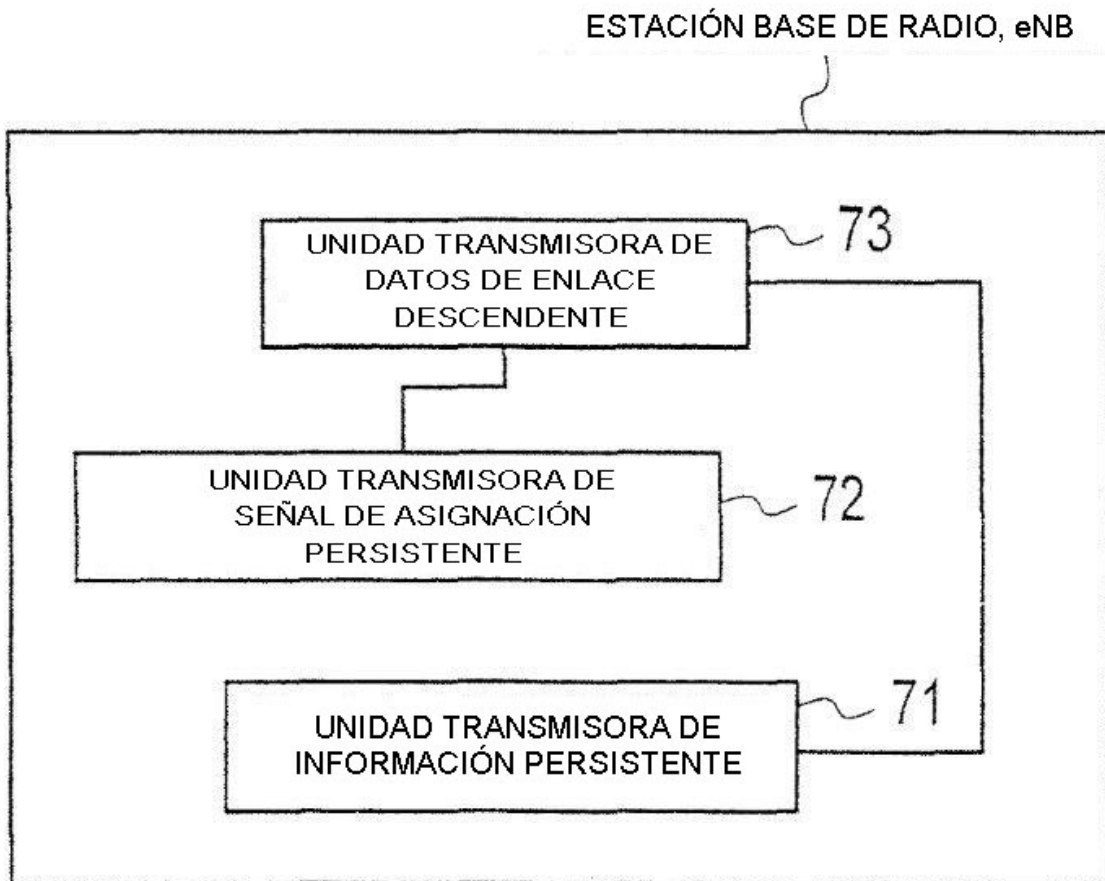 ESTACIÓN BASE DE RADIO, eNB
UNIDAD TRANSMISORA DE
DATOS DE ENLACE
DESCENDENTE
73
UNIDAD TRANSMISORA DE
SEÑAL DE ASIGNACIÓN
PERSISTENTE
72
UNIDAD TRANSMISORA DE
INFORMACIÓN PERSISTENTE
71